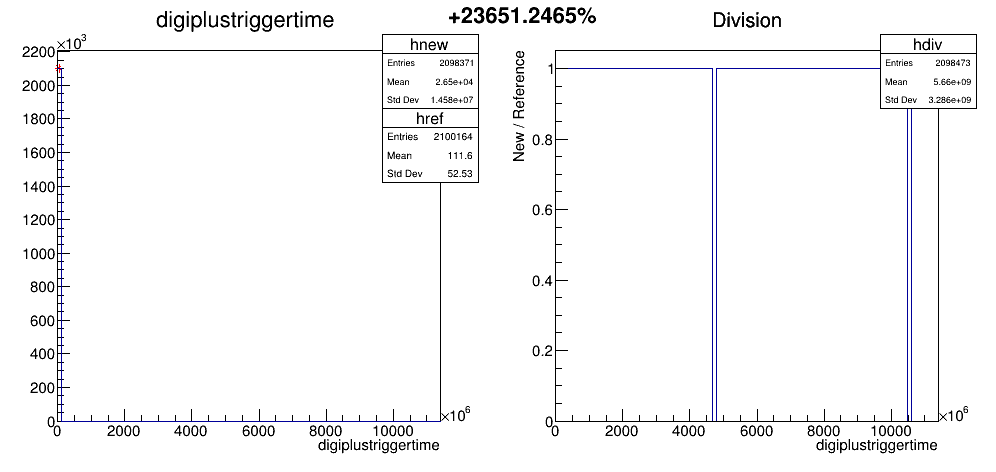 +23651.2465%
digiplustriggertime
×10³
2200
2000
1800
1600
1400
1200
1000
800
600
400
200
0
0 2000 4000 6000 8000 10000
×10⁶
digiplustriggertime
hnew
Entries 2098371
Mean 2.65e+04
Std Dev 1.458e+07
href
Entries 2100164
Mean 111.6
Std Dev 52.53
Division
New / Reference
1
0.8
0.6
0.4
0.2
0
0 2000 4000 6000 8000 10000
×10⁶
digiplustriggertime
hdiv
Entries 2098473
Mean 5.66e+09
Std Dev 3.286e+09